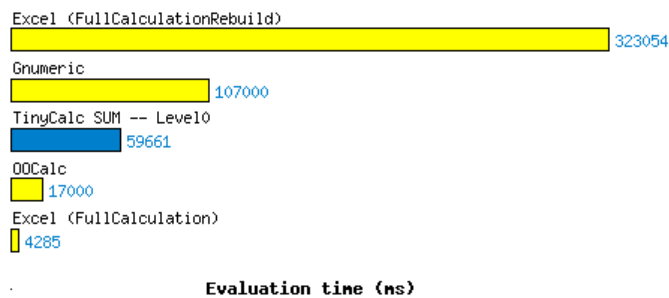 Excel (FullCalculationRebuild)
323054
Gnumeric
107000
TinyCalc SUM -- Level0
59661
OOCalc
17000
Excel (FullCalculation)
4285
Evaluation time (ms)